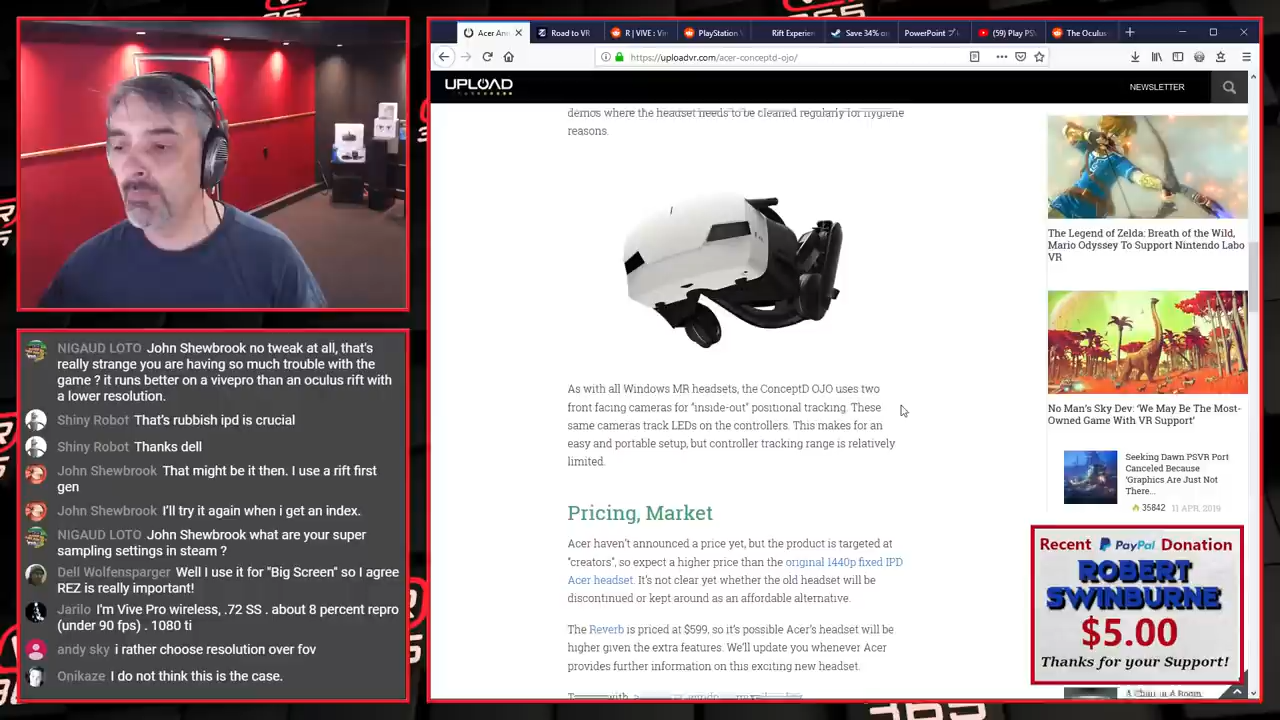 Acer Ann
Road to VR
R | VIVE : Vir
PlayStation V
Rift Experien
Save 34% on
PowerPoint プ
(59) Play PSV
The Oculus
https://uploadvr.com/acer-conceptd-ojo/
UPLOAD
NEWSLETTER
demos where the headset needs to be cleaned regularly for hygiene
reasons.
As with all Windows MR headsets, the ConceptD OJO uses two
front facing cameras for "inside-out" positional tracking. These
same cameras track LEDs on the controllers. This makes for an
easy and portable setup, but controller tracking range is relatively
limited.
Pricing, Market
Acer haven't announced a price yet, but the product is targeted at
"creators", so expect a higher price than the original 1440p fixed IPD
Acer headset. It's not clear yet whether the old headset will be
discontinued or kept around as an affordable alternative.
The Reverb is priced at $599, so it's possible Acer's headset will be
higher given the extra features. We'll update you whenever Acer
provides further information on this exciting new headset.
The Legend of Zelda: Breath of the Wild,
Mario Odyssey To Support Nintendo Labo
VR
No Man's Sky Dev: 'We May Be The Most-
Owned Game With VR Support'
Seeking Dawn PSVR Port
Canceled Because
'Graphics Are Just Not
There...
35842 11 APR, 2019
Recent PayPal Donation
ROBERT
SWINBURNE
$5.00
Thanks for your Support!
NIGAUD LOTO John Shewbrook no tweak at all, that's
really strange you are having so much trouble with the
game ? it runs better on a vivepro than an oculus rift with
a lower resolution.
Shiny Robot That's rubbish ipd is crucial
Shiny Robot Thanks dell
John Shewbrook That might be it then. I use a rift first
gen
John Shewbrook I'll try it again when i get an index.
NIGAUD LOTO John Shewbrook what are your super
sampling settings in steam ?
Dell Wolfensparger Well I use it for "Big Screen" so I agree
REZ is really important!
Jarilo I'm Vive Pro wireless, .72 SS . about 8 percent repro
(under 90 fps) . 1080 ti
andy sky i rather choose resolution over fov
Onikaze I do not think this is the case.